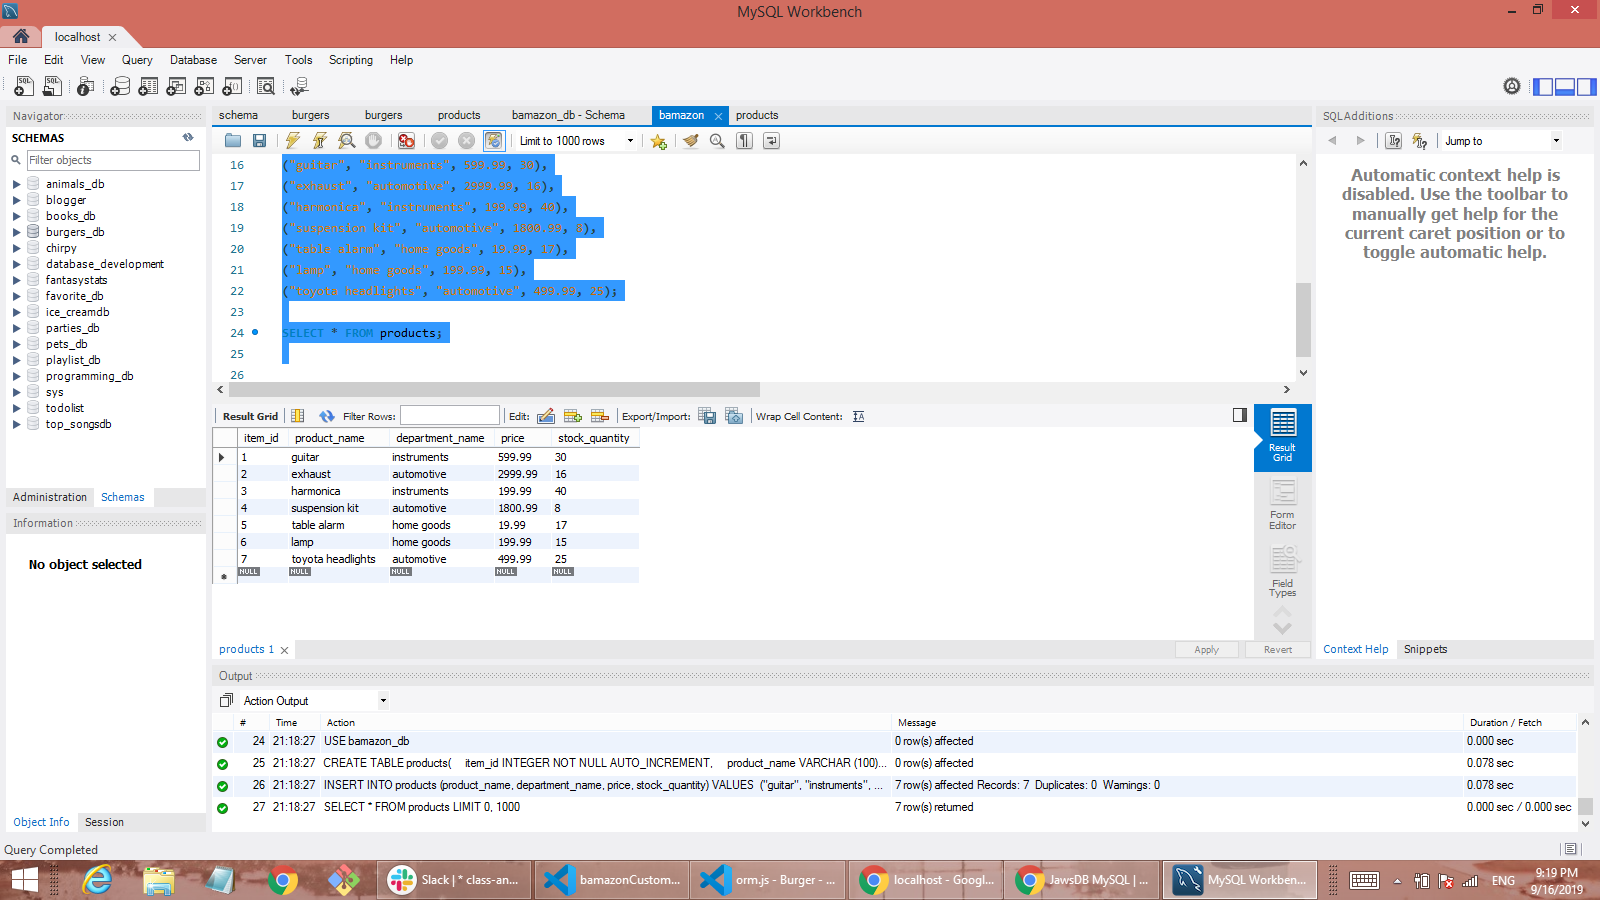 MySQL Workbench
localhost
File Edit View Query Database Server Tools Scripting Help
Navigator
SCHEMAS
Filter objects
animals_db
blogger
books_db
burgers_db
chirpy
database_development
fantasystats
favorite_db
ice_creamdb
parties_db
pets_db
playlist_db
programming_db
sys
todolist
top_songsdb
Administration Schemas
Information
No object selected
Object Info Session
schema burgers burgers products bamazon_db - Schema bamazon products
Limit to 1000 rows
16 ("guitar", "instruments", 599.99, 30),
17 ("exhaust", "automotive", 2999.99, 16),
18 ("harmonica", "instruments", 199.99, 40),
19 ("suspension kit", "automotive", 1800.99, 8),
20 ("table alarm", "home goods", 19.99, 17),
21 ("lamp", "home goods", 199.99, 15),
22 ("toyota headlights", "automotive", 499.99, 25);
23
24 SELECT * FROM products;
25
26
Result Grid Filter Rows: Edit: Export/Import: Wrap Cell Content:
item_id product_name department_name price stock_quantity
1 guitar instruments 599.99 30
2 exhaust automotive 2999.99 16
3 harmonica instruments 199.99 40
4 suspension kit automotive 1800.99 8
5 table alarm home goods 19.99 17
6 lamp home goods 199.99 15
7 toyota headlights automotive 499.99 25
NULL NULL NULL NULL NULL
Result Grid
Form Editor
Field Types
products 1
Apply Revert
SQLAdditions
Jump to
Automatic context help is
disabled. Use the toolbar to
manually get help for the
current caret position or to
toggle automatic help.
Context Help Snippets
Output
Action Output
# Time Action Message Duration / Fetch
24 21:18:27 USE bamazon_db 0 row(s) affected 0.000 sec
25 21:18:27 CREATE TABLE products( item_id INTEGER NOT NULL AUTO_INCREMENT, product_name VARCHAR (100)... 0 row(s) affected 0.078 sec
26 21:18:27 INSERT INTO products (product_name, department_name, price, stock_quantity) VALUES ("guitar", "instruments", ... 7 row(s) affected Records: 7 Duplicates: 0 Warnings: 0 0.078 sec
27 21:18:27 SELECT * FROM products LIMIT 0, 1000 7 row(s) returned 0.000 sec / 0.000 sec
Query Completed
Slack | * class-an... bamazonCustom... orm.js - Burger - ... localhost - Googl... JawsDB MySQL | ... MySQL Workben... ENG 9:19 PM
9/16/2019